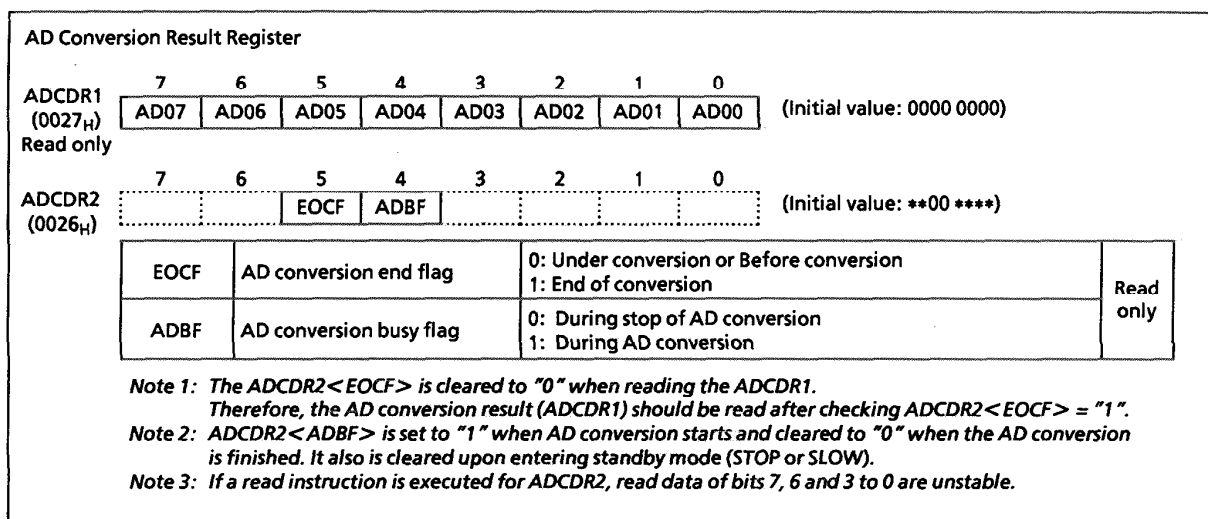 AD Conversion Result Register
7 6 5 4 3 2 1 0
ADCDR1 (0027H) Read only
AD07 AD06 AD05 AD04 AD03 AD02 AD01 AD00 (Initial value: 0000 0000)
7 6 5 4 3 2 1 0
ADCDR2 (0026H)
EOCF ADBF (Initial value: **00 ****)
EOCF AD conversion end flag 0: Under conversion or Before conversion
1: End of conversion
Read only
ADBF AD conversion busy flag 0: During stop of AD conversion
1: During AD conversion
Note 1: The ADCDR2<EOCF> is cleared to "0" when reading the ADCDR1.
Therefore, the AD conversion result (ADCDR1) should be read after checking ADCDR2<EOCF> = "1".
Note 2: ADCDR2<ADBF> is set to "1" when AD conversion starts and cleared to "0" when the AD conversion
is finished. It also is cleared upon entering standby mode (STOP or SLOW).
Note 3: If a read instruction is executed for ADCDR2, read data of bits 7, 6 and 3 to 0 are unstable.